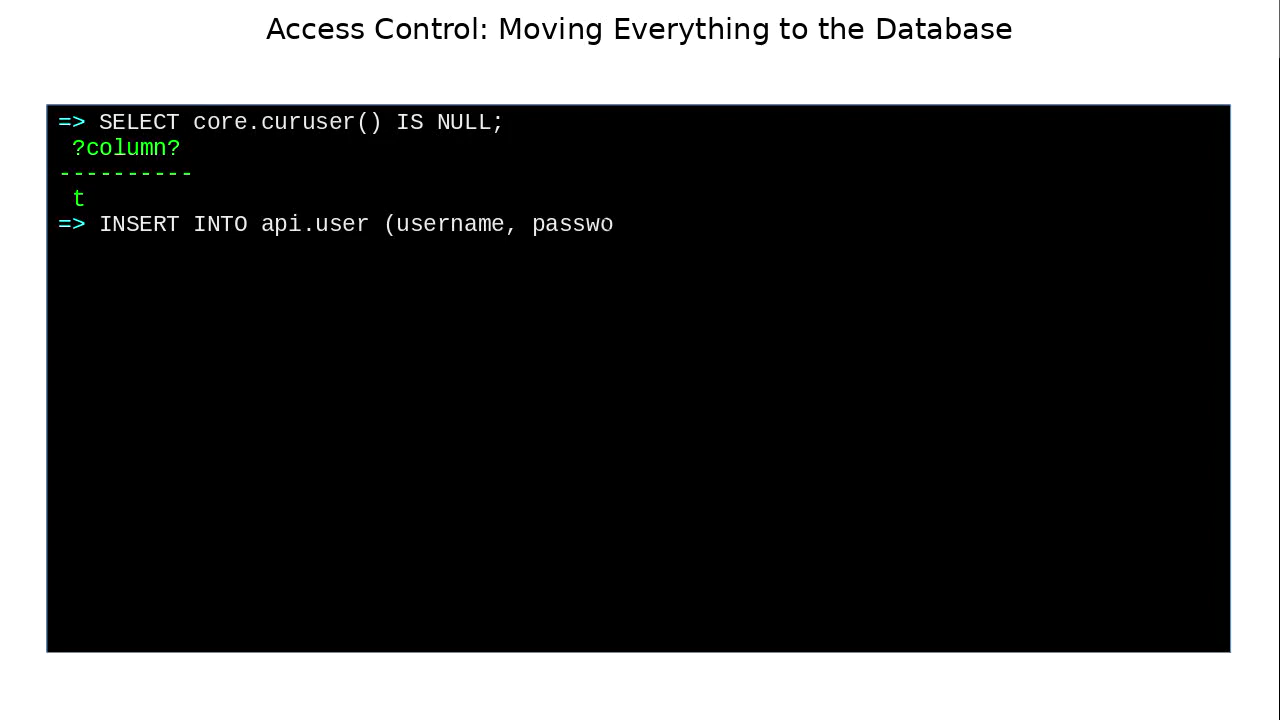 Access Control: Moving Everything to the Database
=> SELECT core.curuser() IS NULL;
?column?
----------
t
=> INSERT INTO api.user (username, passwo